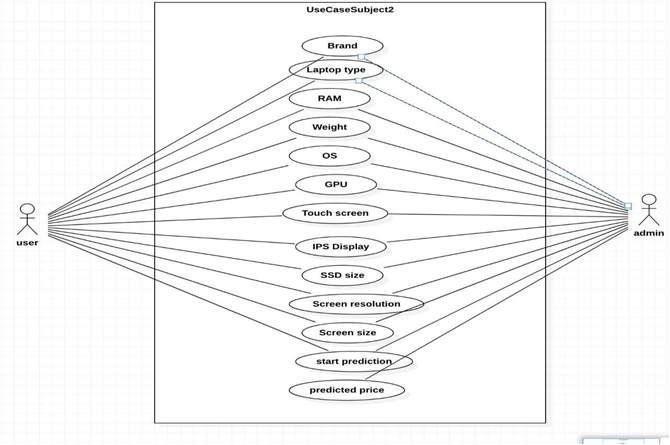 UseCaseSubject2
Brand
Laptop type
RAM
Weight
OS
GPU
Touch screen
IPS Display
SSD size
Screen resolution
Screen size
start prediction
predicted price
user
admin